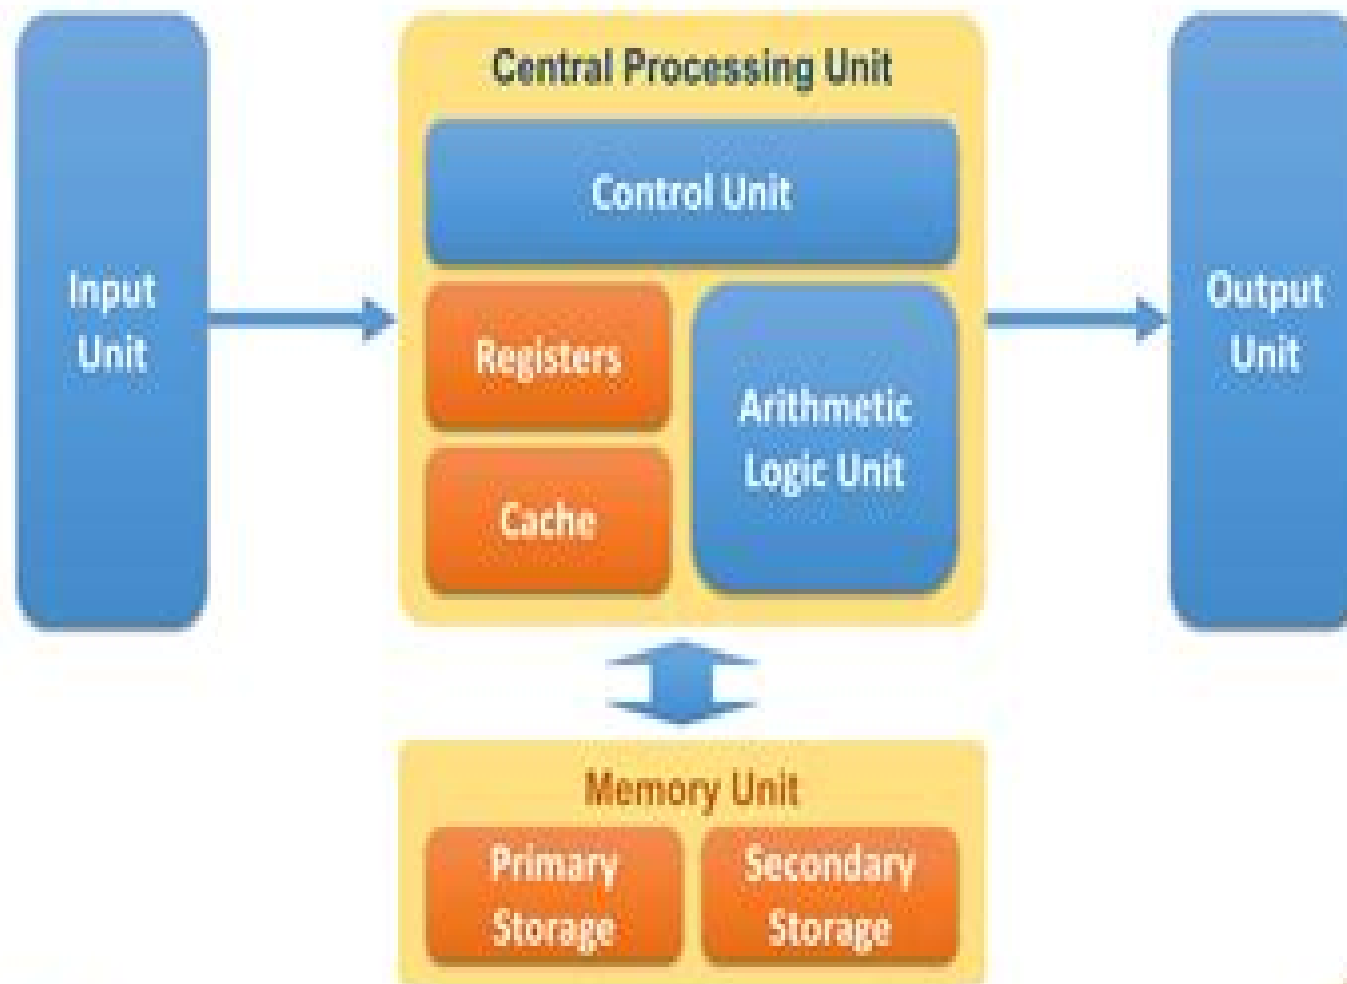 Central Processing Unit
Control Unit
Input
Unit
Registers
Cache
Arithmetic
Logic Unit
Output
Unit
Memory Unit
Primary
Storage
Secondary
Storage